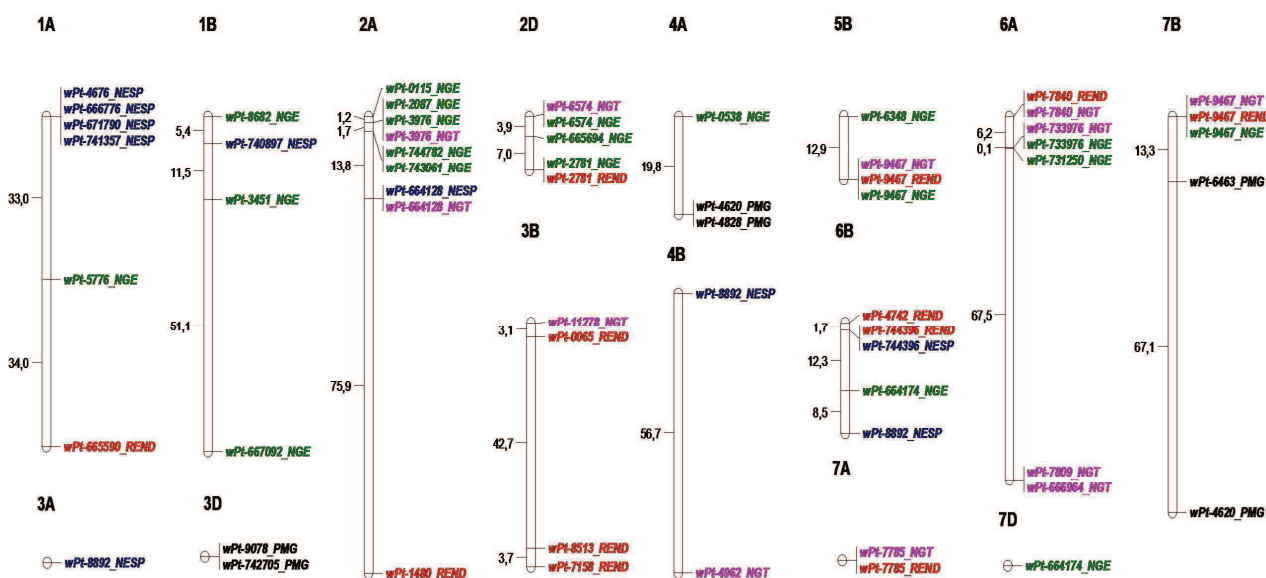 1A
wPt-4676_NESP
wPt-666776_NESP
wPt-671790_NESP
wPt-741357_NESP
33,0
wPt-5776_NGE
34,0
wPt-665590_REND
3A
wPt-8892_NESP
1B
wPt-8682_NGE
5,4
wPt-740897_NESP
11,5
wPt-3451_NGE
51,1
wPt-667092_NGE
3D
wPt-9078_PMG
wPt-742705_PMG
2A
wPt-0115_NGE
wPt-2087_NGE
1,2
wPt-3976_NGE
1,7
wPt-3976_NGT
wPt-744782_NGE
wPt-743061_NGE
13,8
wPt-664128_NESP
wPt-664128_NGT
75,9
wPt-1480_REND
2D
wPt-6574_NGT
wPt-6574_NGE
3,9
wPt-665694_NGE
7,0
wPt-2781_NGE
wPt-2781_REND
3B
wPt-11278_NGT
3,1
wPt-0065_REND
42,7
wPt-8513_REND
3,7
wPt-7158_REND
4A
wPt-0538_NGE
19,8
wPt-4620_PMG
wPt-4828_PMG
4B
wPt-8892_NESP
56,7
wPt-4962_NGT
5B
wPt-6348_NGE
12,9
wPt-9467_NGT
wPt-9467_REND
wPt-9467_NGE
6B
wPt-4742_REND
1,7
wPt-744396_REND
wPt-744396_NESP
12,3
wPt-664174_NGE
8,5
wPt-8892_NESP
7A
wPt-7785_NGT
wPt-7785_REND
6A
wPt-7840_REND
wPt-7840_NGT
6,2
wPt-733976_NGT
0,1
wPt-733976_NGE
wPt-731250_NGE
67,5
wPt-7809_NGT
wPt-666964_NGT
7D
wPt-664174_NGE
7B
wPt-9467_NGT
wPt-9467_REND
wPt-9467_NGE
13,3
wPt-6463_PMG
67,1
wPt-4620_PMG